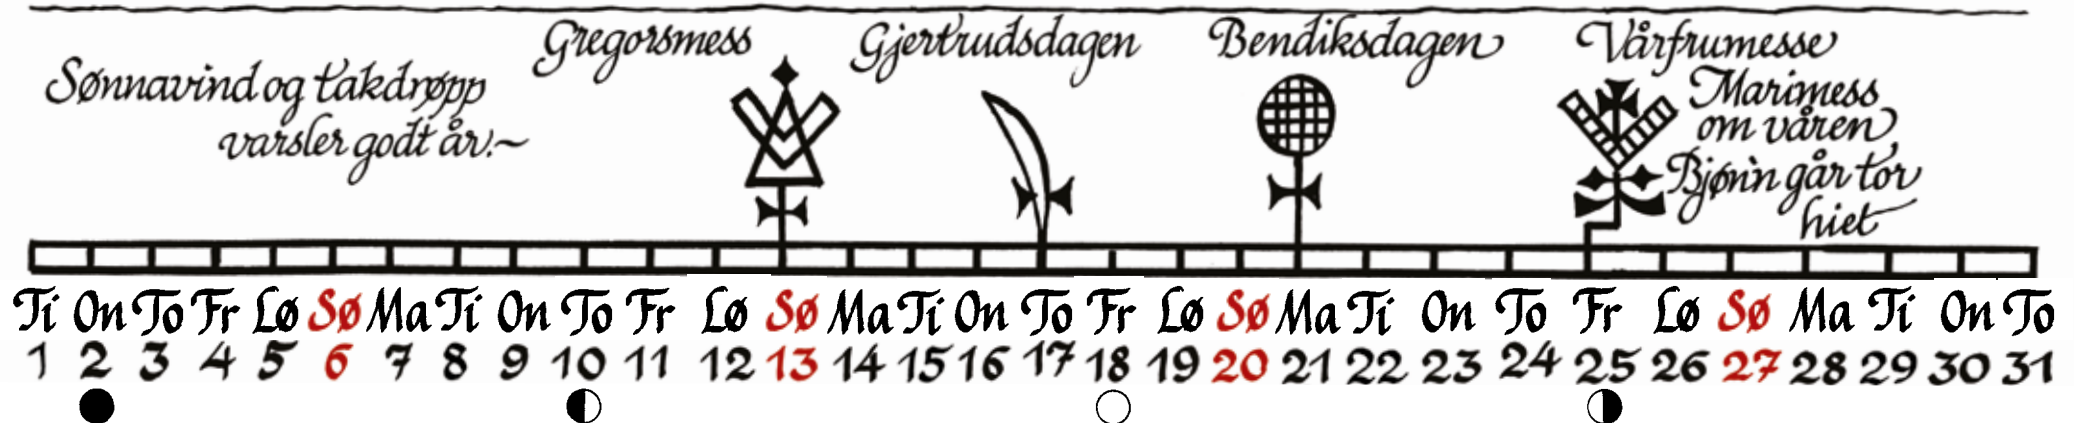 Gregorsmess Gjertrudsdagen Bendiksdagen Vårfrumesse
Sønnavind og takdrøpp
varsler godt år.~
Marimess
om våren,
Bjønn går tor
hiet
Ti On To Fr Lø Sø Ma Ti On To Fr Lø Sø Ma Ti On To Fr Lø Sø Ma Ti On To Fr Lø Sø Ma Ti On To
1 2 3 4 5 6 7 8 9 10 11 12 13 14 15 16 17 18 19 20 21 22 23 24 25 26 27 28 29 30 31